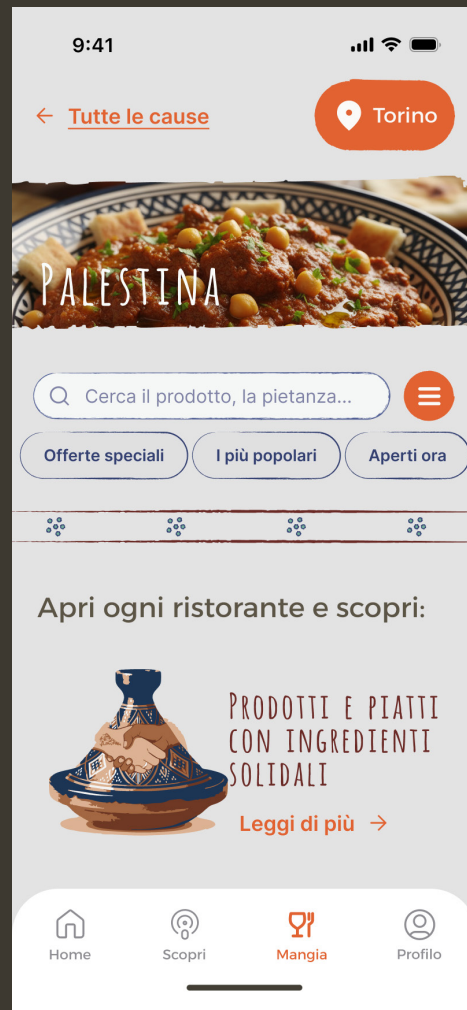 9:41
Tutte le cause
Torino
PALESTINA
Cerca il prodotto, la pietanza...
Offerte speciali
I più popolari
Aperti ora
Apri ogni ristorante e scopri:
PRODOTTI E PIATTI
CON INGREDIENTI
SOLIDALI
Leggi di più
Home
Scopri
Mangia
Profilo